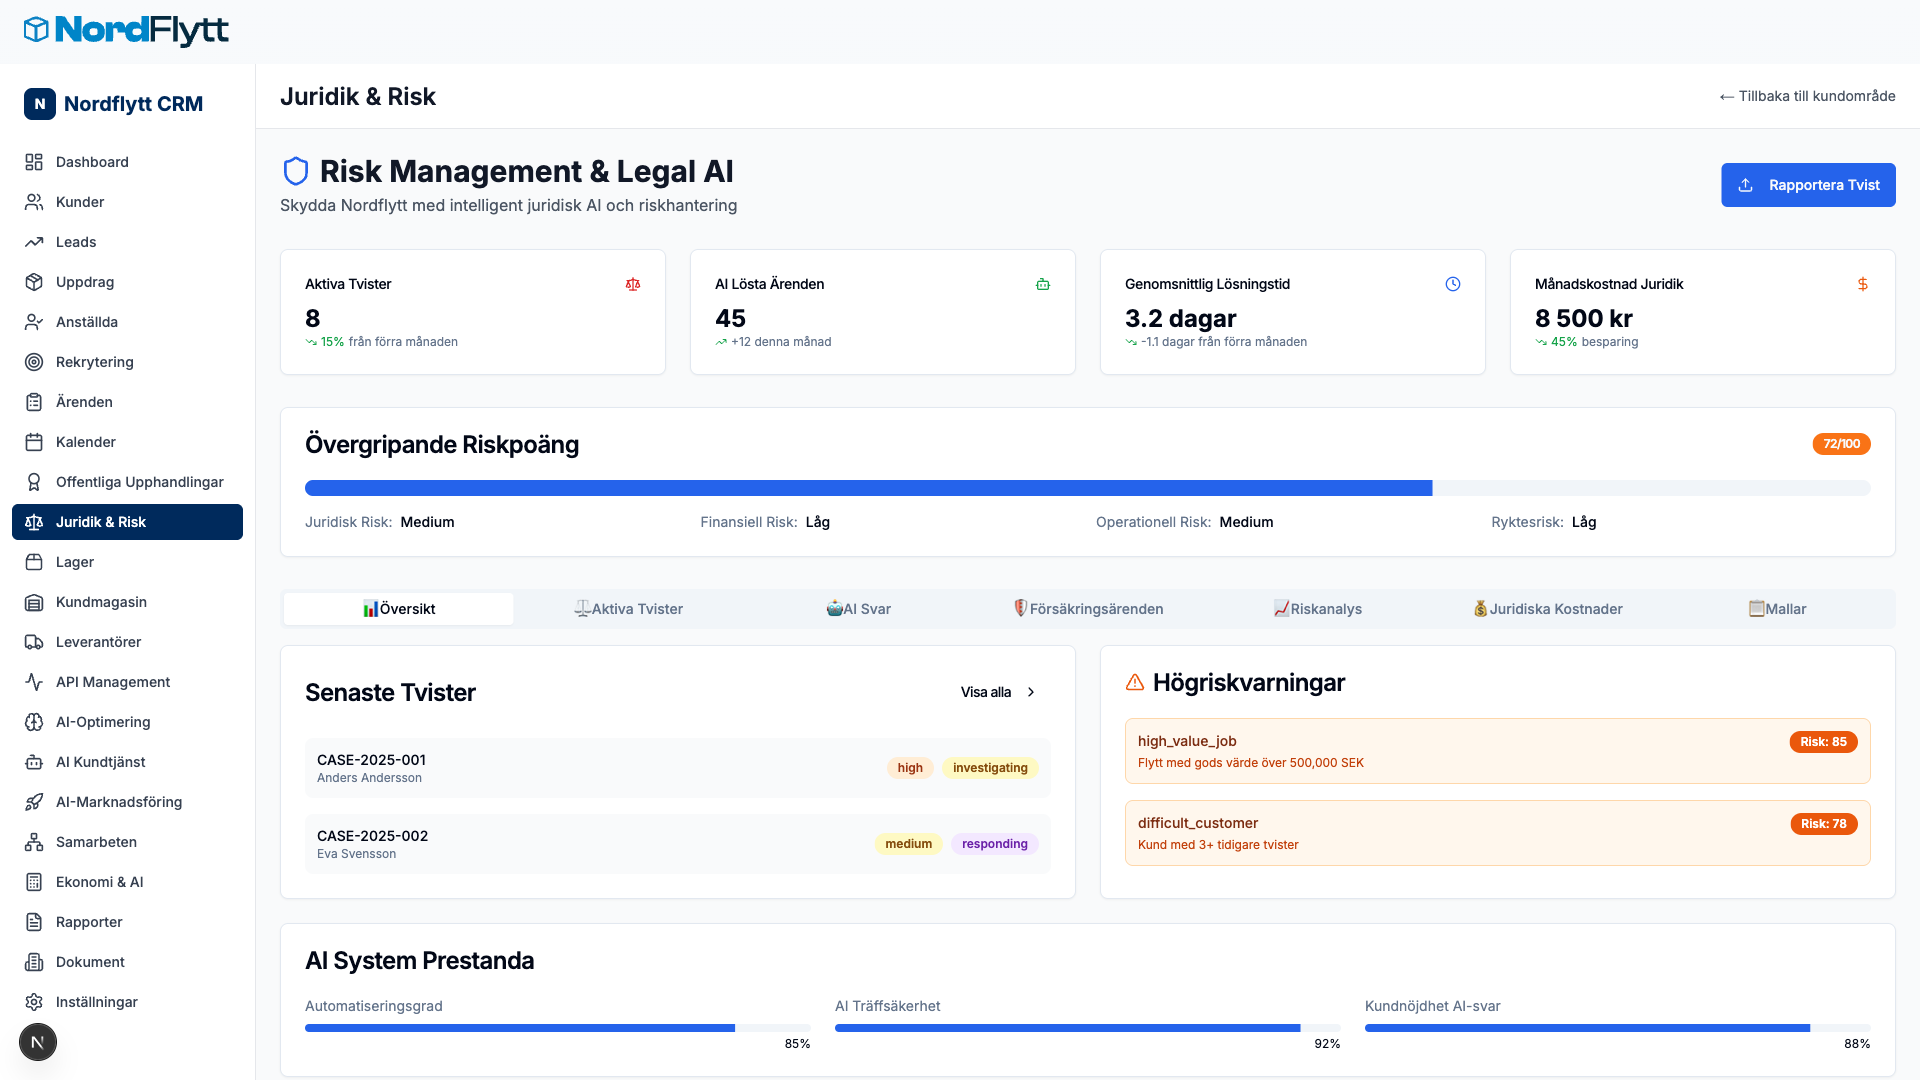 NordFlytt
N Nordflytt CRM
Dashboard
Kunder
Leads
Uppdrag
Anställda
Rekrytering
Ärenden
Kalender
Offentliga Upphandlingar
Juridik & Risk
Lager
Kundmagasin
Leverantörer
API Management
AI-Optimering
AI Kundtjänst
AI-Marknadsföring
Samarbeten
Ekonomi & AI
Rapporter
Dokument
Inställningar
N
Juridik & Risk
← Tillbaka till kundområde
Risk Management & Legal AI
Skydda Nordflytt med intelligent juridisk AI och riskhantering
Rapportera Tvist
Aktiva Tvister
8
15% från förra månaden
AI Lösta Ärenden
45
+12 denna månad
Genomsnittlig Lösningstid
3.2 dagar
-1.1 dagar från förra månaden
Månadskostnad Juridik
8 500 kr
45% besparing
Övergripande Riskpoäng
72/100
Juridisk Risk: Medium
Finansiell Risk: Låg
Operationell Risk: Medium
Ryktesrisk: Låg
Översikt
Aktiva Tvister
AI Svar
Försäkringsärenden
Riskanalys
Juridiska Kostnader
Mallar
Senaste Tvister
Visa alla
CASE-2025-001
Anders Andersson
high
investigating
CASE-2025-002
Eva Svensson
medium
responding
Högriskvarningar
high_value_job
Flytt med gods värde över 500,000 SEK
Risk: 85
difficult_customer
Kund med 3+ tidigare tvister
Risk: 78
AI System Prestanda
Automatiseringsgrad
85%
AI Träffsäkerhet
92%
Kundnöjdhet AI-svar
88%